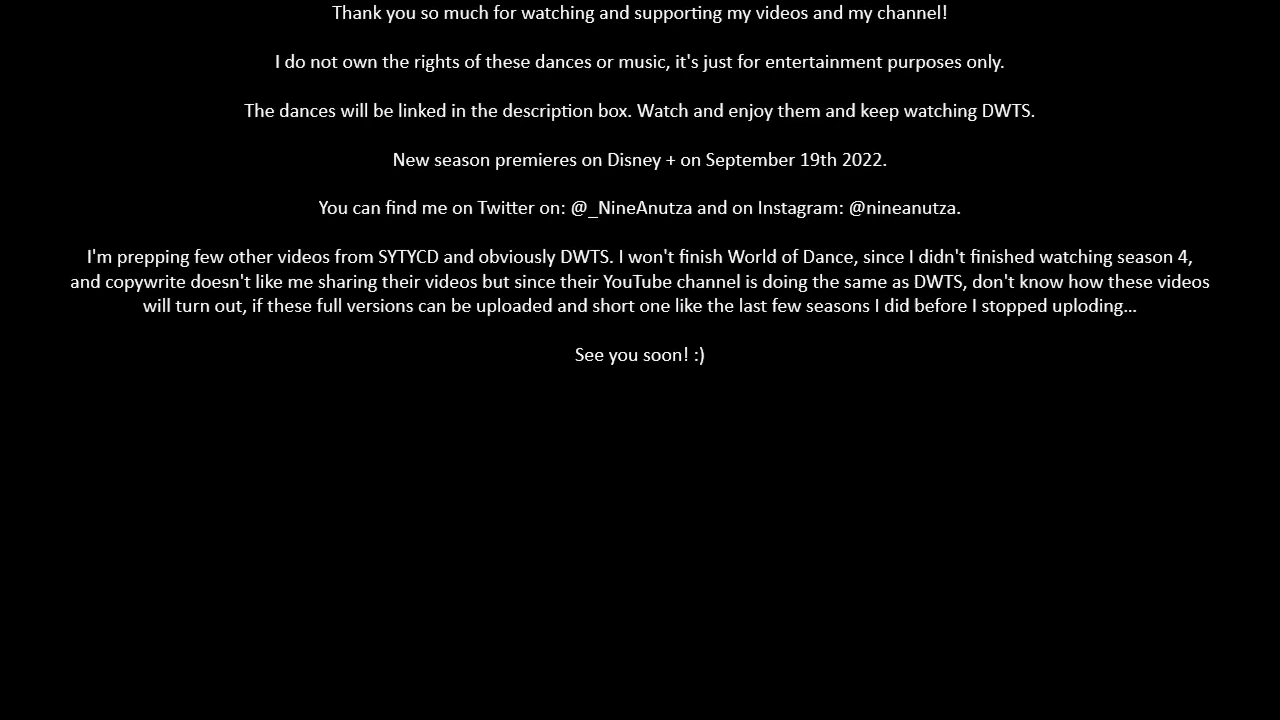 Thank you so much for watching and supporting my videos and my channel!
I do not own the rights of these dances or music, it's just for entertainment purposes only.
The dances will be linked in the description box. Watch and enjoy them and keep watching DWTS.
New season premieres on Disney + on September 19th 2022.
You can find me on Twitter on: @_NineAnutza and on Instagram: @nineanutza.
I'm prepping few other videos from SYTYCD and obviously DWTS. I won't finish World of Dance, since I didn't finished watching season 4,
and copywrite doesn't like me sharing their videos but since their YouTube channel is doing the same as DWTS, don't know how these videos
will turn out, if these full versions can be uploaded and short one like the last few seasons I did before I stopped uploding...
See you soon! :)